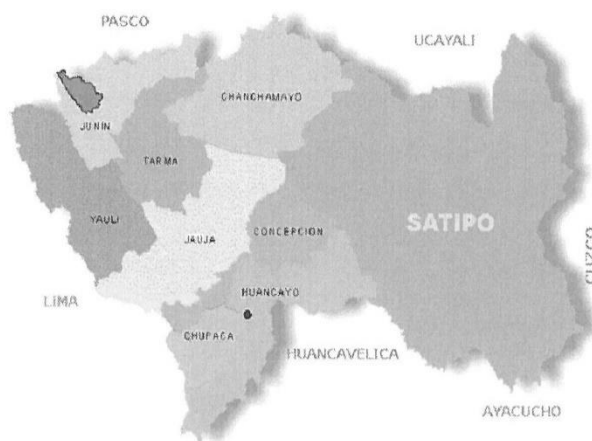 PASCO
UCAYALI
CHANCHAMAYO
JUNIN
TARMA
YAULI
JAUJA
CONCEPCION
SATIPO
CUZCO
LIMA
HUANCAYO
CHUPACA
HUANCAVELICA
AYACUCHO